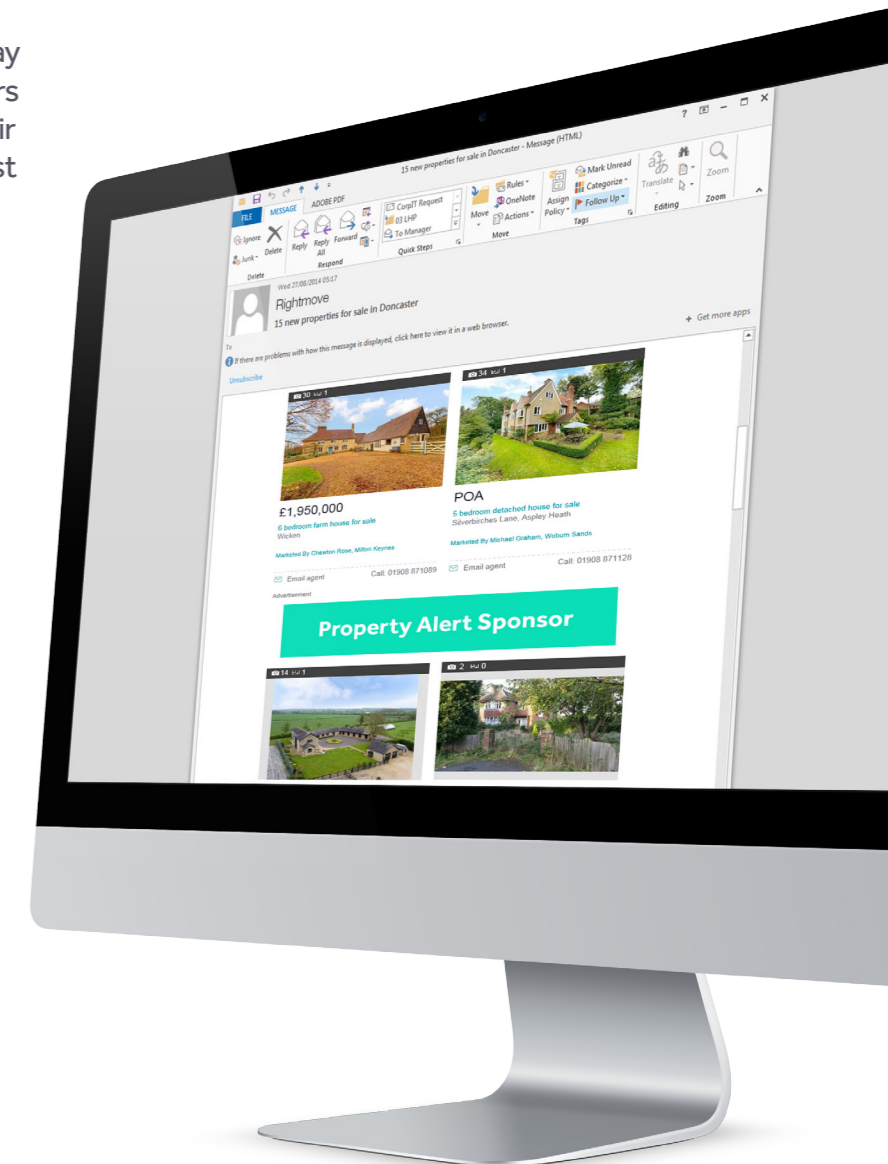 ay
rs
ir
st
15 new properties for sale in Doncaster - Message (HTML)
?
FILE
MESSAGE
ADOBE PDF
Ignore
Junk
Delete
Reply
Reply All
Forward
CorpIT Request
03 LHP
To Manager
Move
Rules
OneNote
Actions
Assign Policy
Mark Unread
Categorize
Follow Up
Translate
Zoom
Delete
Respond
Quick Steps
Move
Tags
Editing
Zoom
Wed 27/08/2014 05:17
Rightmove
15 new properties for sale in Doncaster
To
If there are problems with how this message is displayed, click here to view it in a web browser.
+ Get more apps
Unsubscribe
30 1
34 1
£1,950,000
6 bedroom farm house for sale
Wicken
Marketed By Chewton Rose, Milton Keynes
Email agent Call: 01908 871089
POA
5 bedroom detached house for sale
Silverbirches Lane, Aspley Heath
Marketed By Michael Graham, Woburn Sands
Email agent Call: 01908 871128
Advertisement
Property Alert Sponsor
14 1
2 0